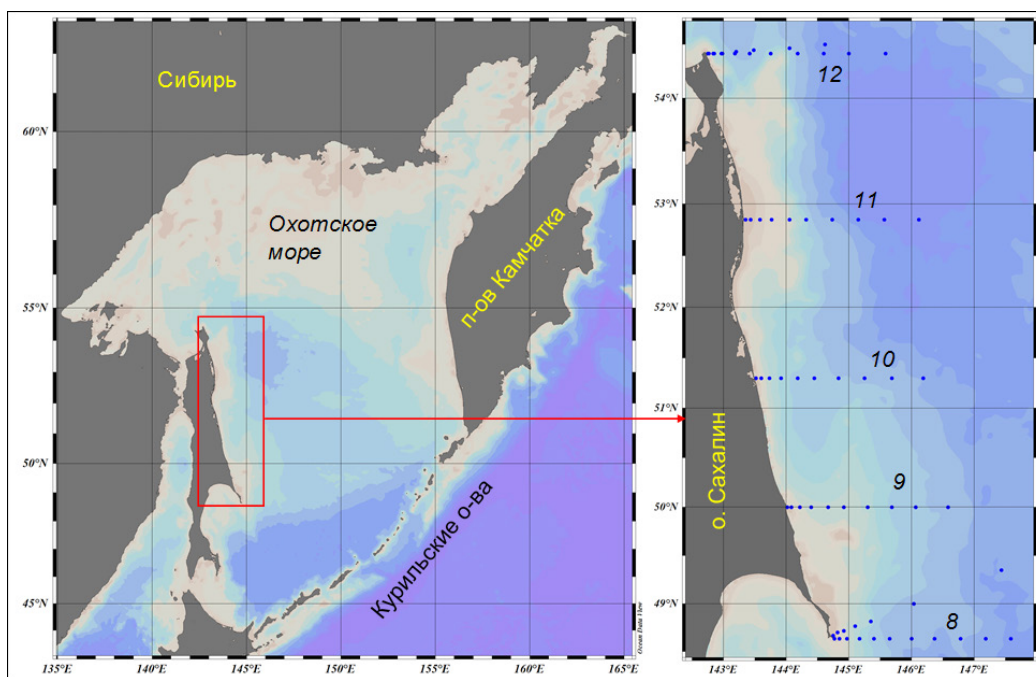 Сибирь
60°N
Охотское
море
п-ов Камчатка
55°N
50°N
Курильские о-ва
45°N
Ocean Data View
135°E
140°E
145°E
150°E
155°E
160°E
165°E
12
54°N
11
53°N
52°N
10
51°N
о. Сахалин
9
50°N
49°N
8
143°E
144°E
145°E
146°E
147°E